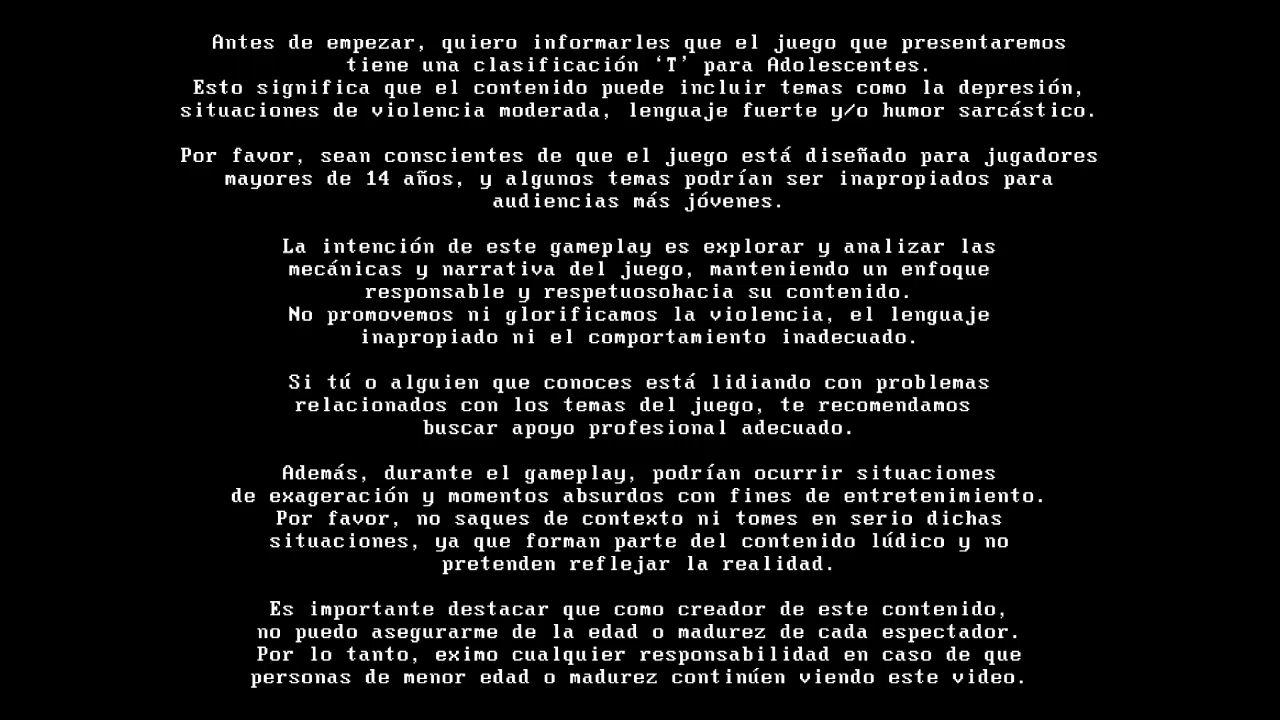 Antes de empezar, quiero informarles que el juego que presentaremos
tiene una clasificación ‘T’ para Adolescentes.
Esto significa que el contenido puede incluir temas como la depresión,
situaciones de violencia moderada, lenguaje fuerte y/o humor sarcástico.
Por favor, sean conscientes de que el juego está diseñado para jugadores
mayores de 14 años, y algunos temas podrían ser inapropiados para
audiencias más jóvenes.
La intención de este gameplay es explorar y analizar las
mecánicas y narrativa del juego, manteniendo un enfoque
responsable y respetuosohacia su contenido.
No promovemos ni glorificamos la violencia, el lenguaje
inapropiado ni el comportamiento inadecuado.
Si tú o alguien que conoces está lidiando con problemas
relacionados con los temas del juego, te recomendamos
buscar apoyo profesional adecuado.
Además, durante el gameplay, podrían ocurrir situaciones
de exageración y momentos absurdos con fines de entretenimiento.
Por favor, no saques de contexto ni tomes en serio dichas
situaciones, ya que forman parte del contenido lúdico y no
pretenden reflejar la realidad.
Es importante destacar que como creador de este contenido,
no puedo asegurarme de la edad o madurez de cada espectador.
Por lo tanto, eximo cualquier responsabilidad en caso de que
personas de menor edad o madurez continúen viendo este video.